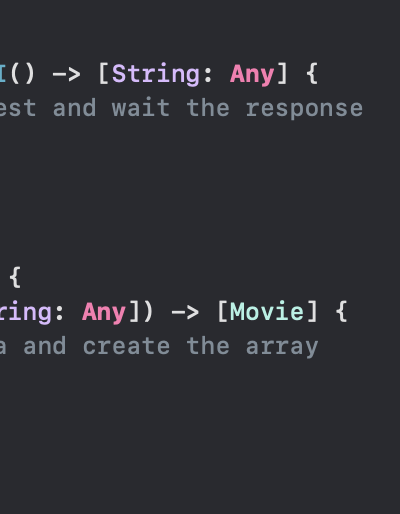 I() -> [String: Any] {
est and wait the response
{
ring: Any]) -> [Movie] {
a and create the array